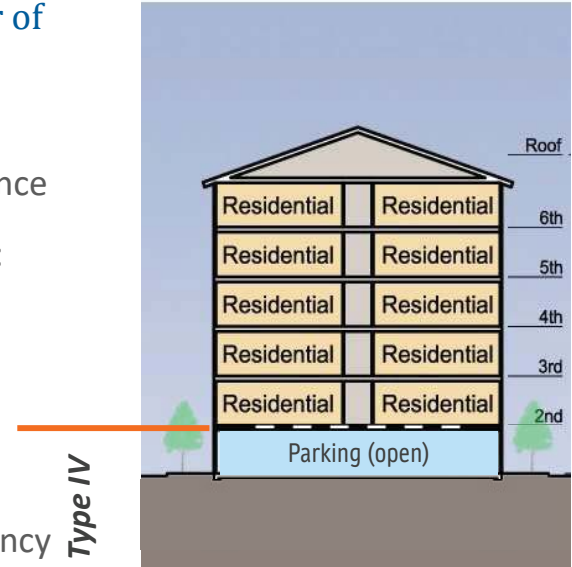 r of
nce
:
ncy
Type IV
Roof
Residential Residential
6th
Residential Residential
5th
Residential Residential
4th
Residential Residential
3rd
Residential Residential
2nd
Parking (open)